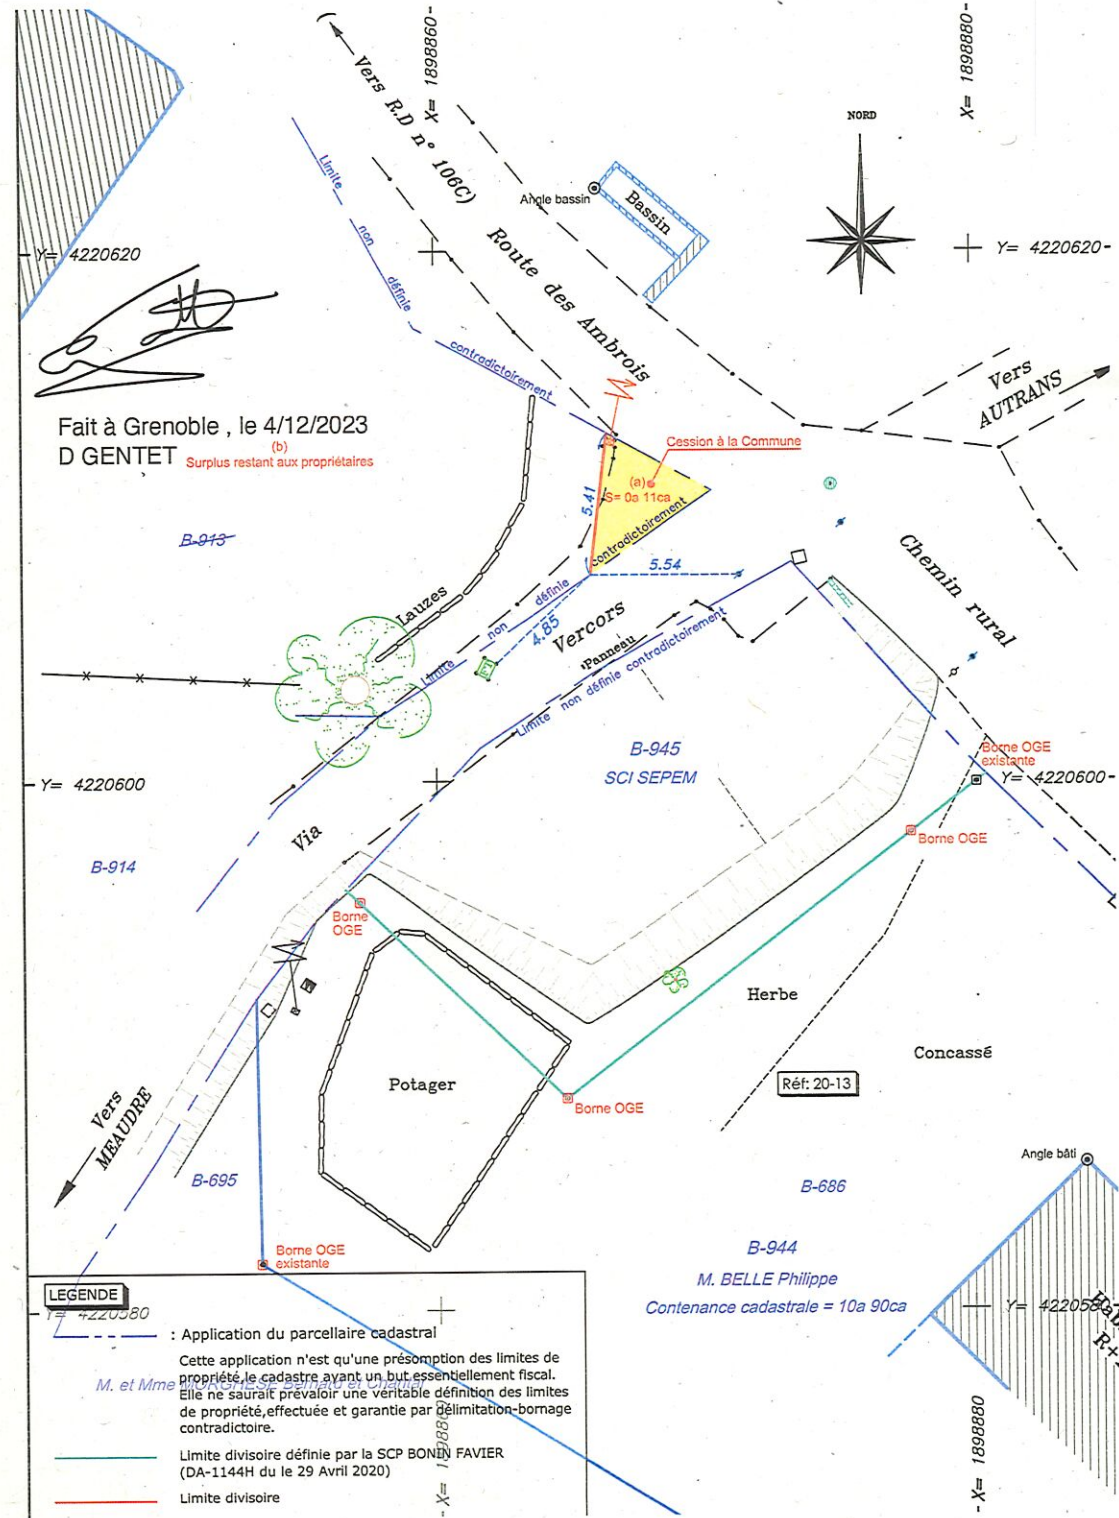 X= 1898860
X= 1898880
Vers R.D n° 106C)
NORD
Limite
non
définie
contradictoirement
Angle bassin
Bassin
Route des Ambrois
Y= 4220620
Y= 4220620
Vers
AUTRANS
Fait à Grenoble , le 4/12/2023
D GENTET
(b)
Surplus restant aux propriétaires
Cession à la Commune
(a)
S= 0a 11ca
5.41
contradictoirement
5.54
4.85
B-913
Lauzes
Limite
non
définie
Vercors
Panneau
Limite non définie contradictoirement
Chemin rural
B-945
SCI SEPEM
Borne OGE
existante
Y= 4220600
Y= 4220600
Via
B-914
Borne OGE
Borne
OGE
Herbe
Concassé
Potager
Réf: 20-13
Borne OGE
Vers
MEAUDRE
B-695
B-686
Angle bâti
Borne OGE
existante
B-944
M. BELLE Philippe
Contenance cadastrale = 10a 90ca
LEGENDE
Y= 4220580
Y= 4220580
: Application du parcellaire cadastral
Cette application n'est qu'une présomption des limites de
propriété,le cadastre ayant un but essentiellement fiscal.
M. et Mme MORGHESE Bernard et Chantal
Elle ne saurait prévaloir une véritable définition des limites
de propriété,effectuée et garantie par délimitation-bornage
contradictoire.
Limite divisoire définie par la SCP BONIN FAVIER
(DA-1144H du le 29 Avril 2020)
Limite divisoire
X= 1898860
X= 1898880